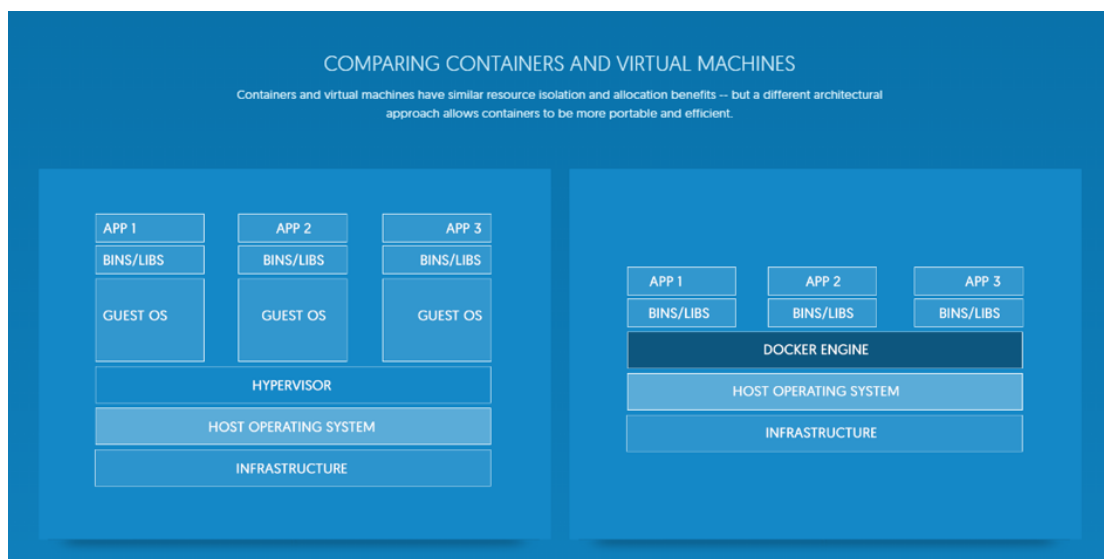 COMPARING CONTAINERS AND VIRTUAL MACHINES
Containers and virtual machines have similar resource isolation and allocation benefits -- but a different architectural
approach allows containers to be more portable and efficient.
APP 1 APP 2 APP 3
BINS/LIBS BINS/LIBS BINS/LIBS
GUEST OS GUEST OS GUEST OS
HYPERVISOR
HOST OPERATING SYSTEM
INFRASTRUCTURE
APP 1 APP 2 APP 3
BINS/LIBS BINS/LIBS BINS/LIBS
DOCKER ENGINE
HOST OPERATING SYSTEM
INFRASTRUCTURE